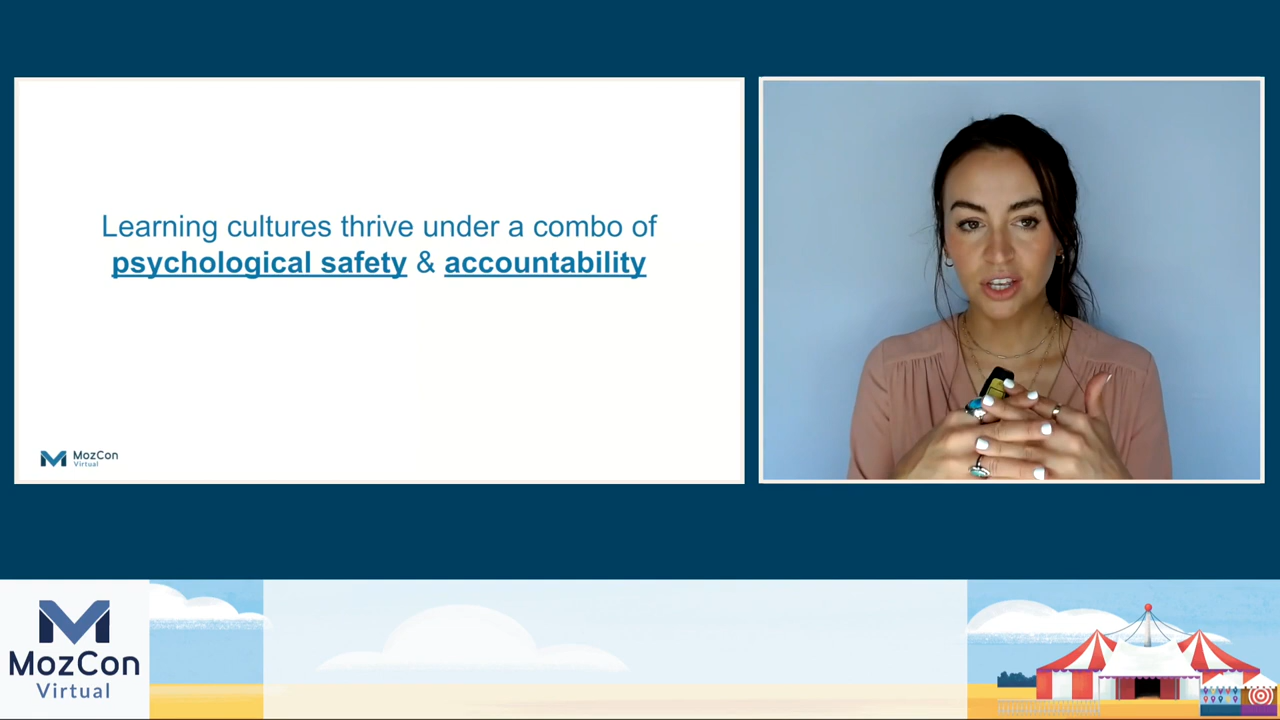 Learning cultures thrive under a combo of
psychological safety & accountability
MozCon
Virtual
MozCon
Virtual